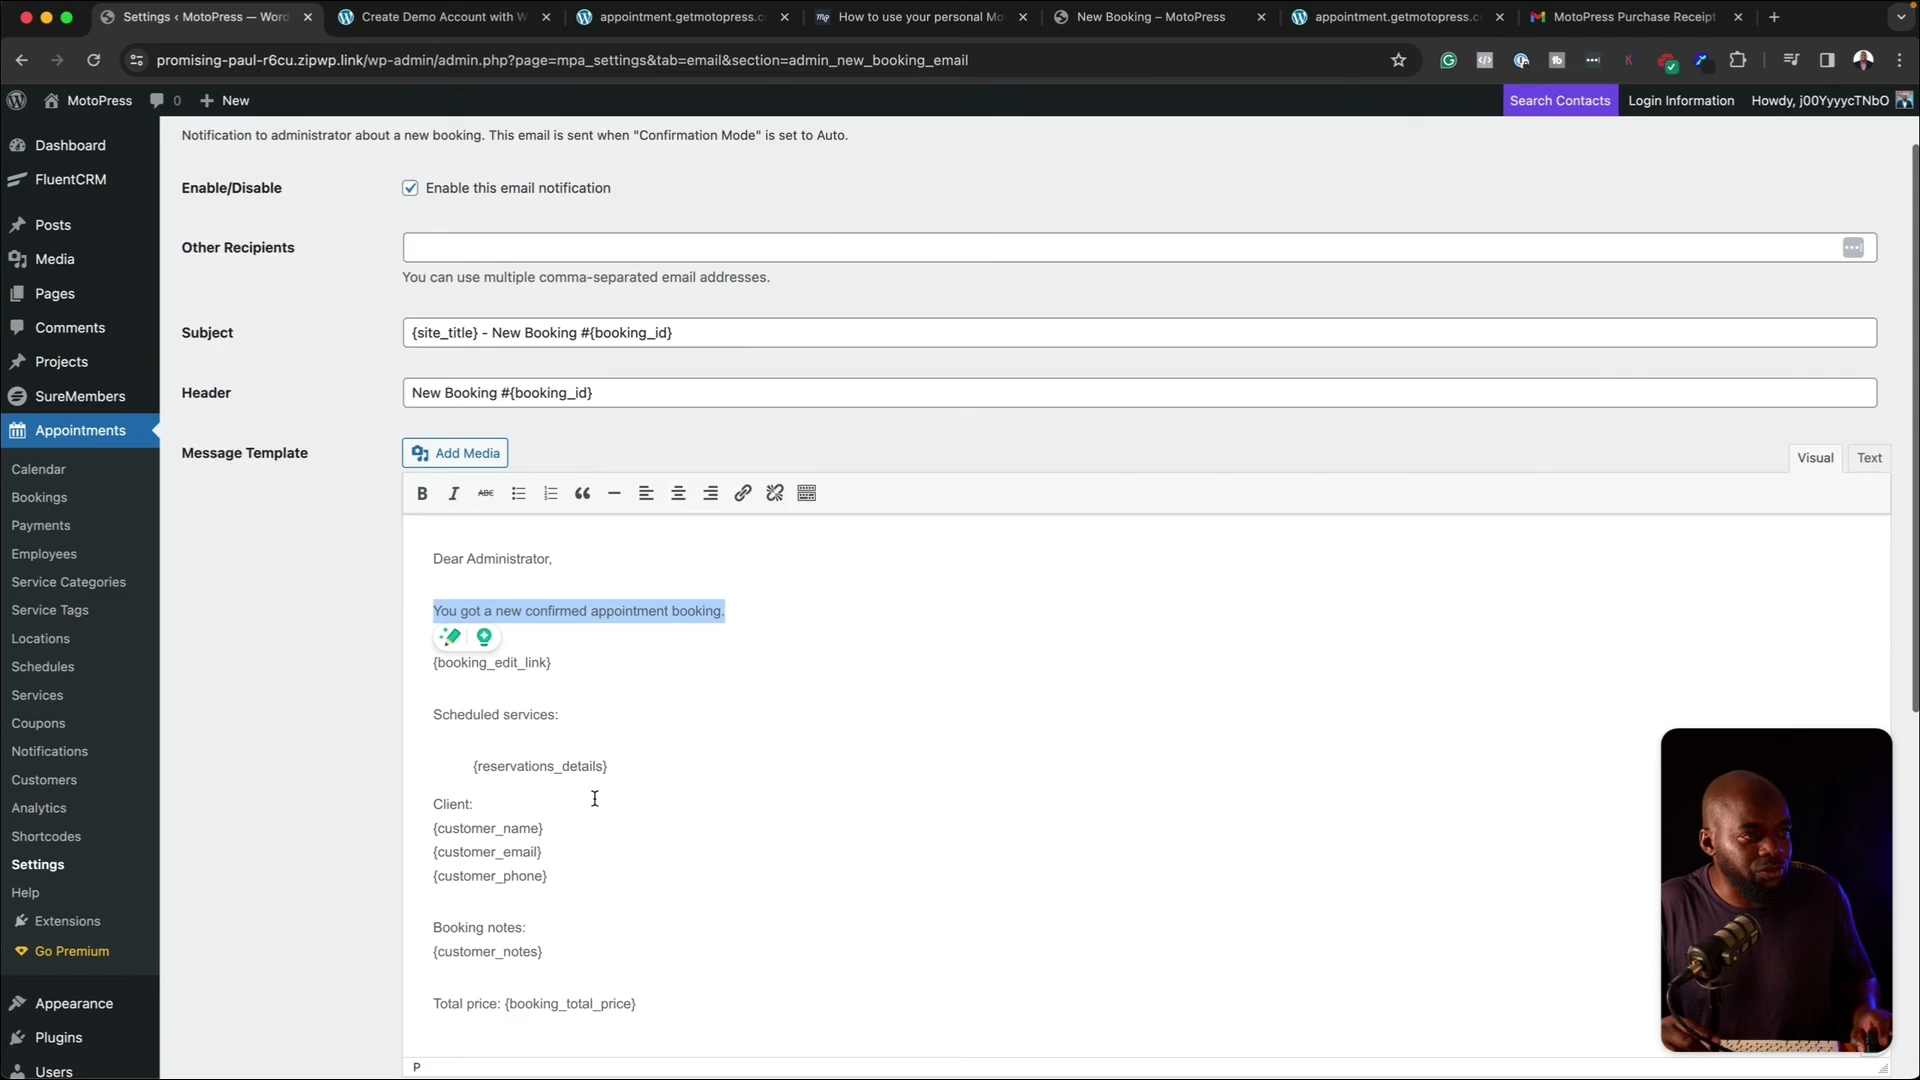 Settings ‹ MotoPress — Word
Create Demo Account with W
appointment.getmotopress.c
How to use your personal Mo
New Booking – MotoPress
appointment.getmotopress.c
MotoPress Purchase Receipt
promising-paul-r6cu.zipwp.link/wp-admin/admin.php?page=mpa_settings&tab=email&section=admin_new_booking_email
MotoPress
0
New
Search Contacts
Login Information
Howdy, j00YyyycTNbO
Dashboard
FluentCRM
Posts
Media
Pages
Comments
Projects
SureMembers
Appointments
Calendar
Bookings
Payments
Employees
Service Categories
Service Tags
Locations
Schedules
Services
Coupons
Notifications
Customers
Analytics
Shortcodes
Settings
Help
Extensions
Go Premium
Appearance
Plugins
Users
Notification to administrator about a new booking. This email is sent when "Confirmation Mode" is set to Auto.
Enable/Disable
Enable this email notification
Other Recipients
You can use multiple comma-separated email addresses.
Subject
{site_title} - New Booking #{booking_id}
Header
New Booking #{booking_id}
Message Template
Add Media
Visual
Text
B I ABC
Dear Administrator,
You got a new confirmed appointment booking.
{booking_edit_link}
Scheduled services:
{reservations_details}
Client:
{customer_name}
{customer_email}
{customer_phone}
Booking notes:
{customer_notes}
Total price: {booking_total_price}
P